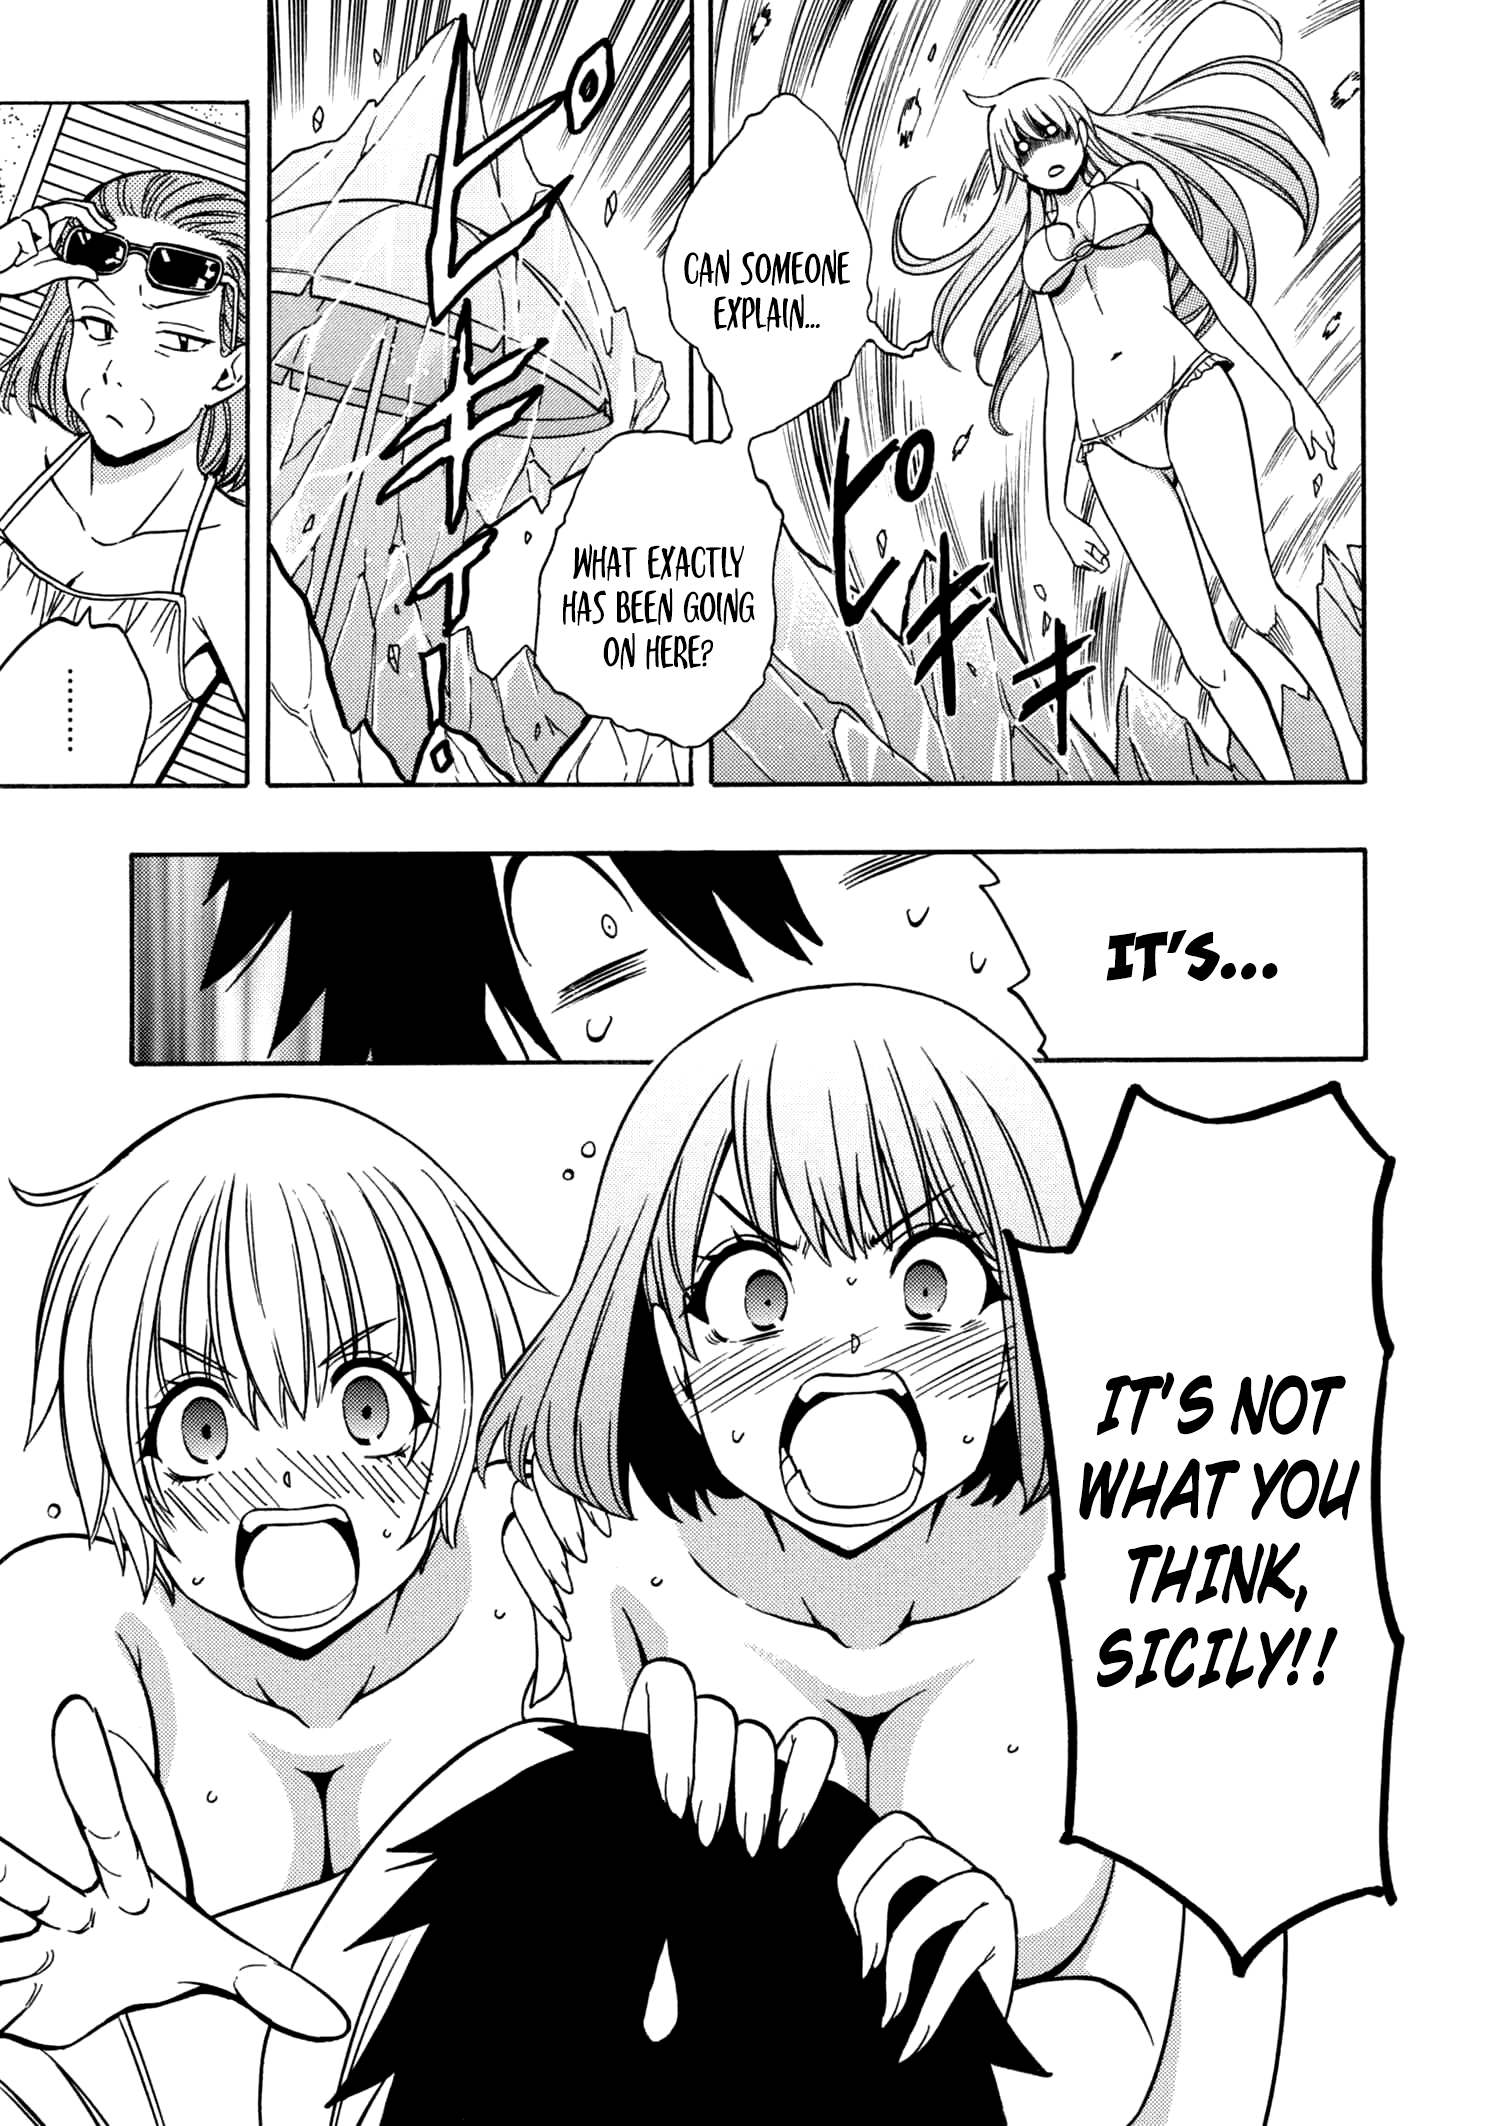 CAN SOMEONE
EXPLAIN...
ピキ
ピキ
キ
WHAT EXACTLY
HAS BEEN GOING
ON HERE?
.........
IT'S...
IT'S NOT
WHAT YOU
THINK,
SICILY!!